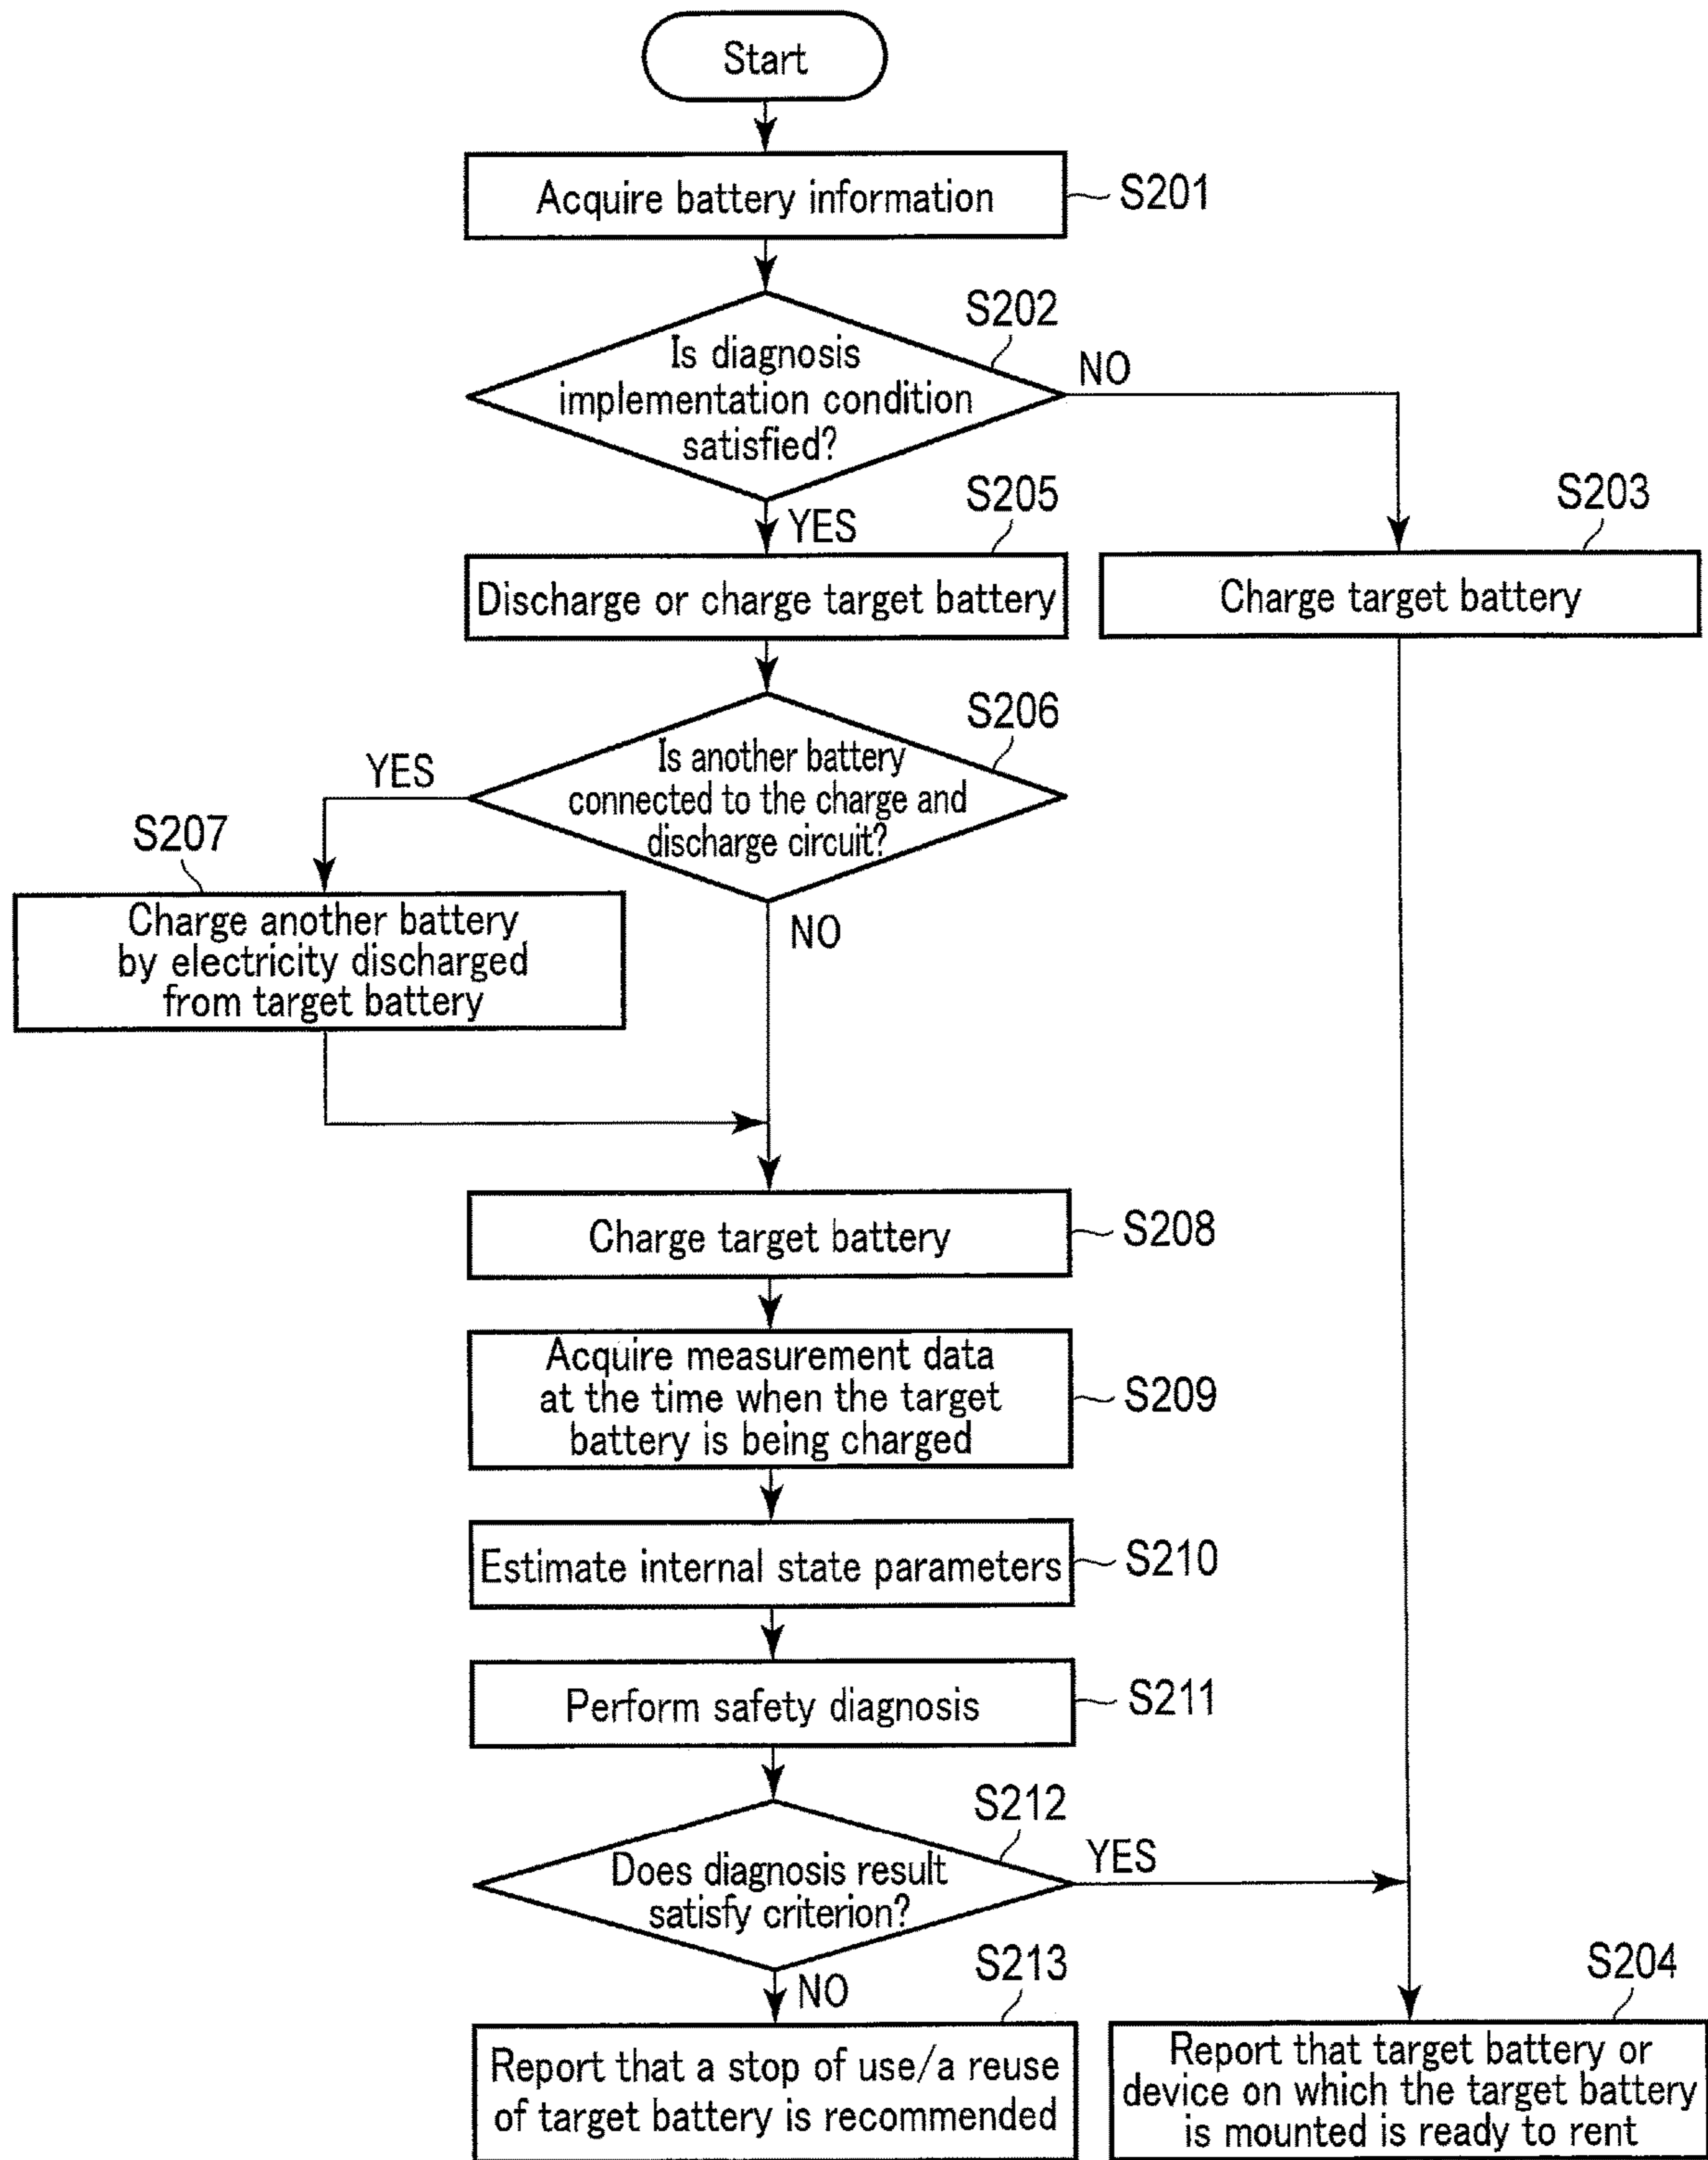 Start
Acquire battery information
S201
S202
Is diagnosis
implementation condition
satisfied?
NO
YES
S205
Discharge or charge target battery
S203
Charge target battery
S206
Is another battery
connected to the charge and
discharge circuit?
YES
NO
S207
Charge another battery
by electricity discharged
from target battery
Charge target battery
S208
Acquire measurement data
at the time when the target
battery is being charged
S209
Estimate internal state parameters
S210
Perform safety diagnosis
S211
S212
Does diagnosis result
satisfy criterion?
YES
NO
S213
Report that a stop of use/a reuse
of target battery is recommended
S204
Report that target battery or
device on which the target battery
is mounted is ready to rent